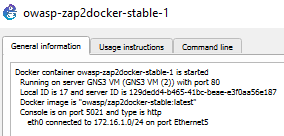 owasp-zap2docker-stable-1
General information Usage instructions Command line
Docker container owasp-zap2docker-stable-1 is started
Running on server GNS3 VM (GNS3 VM (2)) with port 80
Local ID is 17 and server ID is 129dedd4-b465-41bc-beae-e3f0aa56e187
Docker image is "owasp/zap2docker-stable:latest"
Console is on port 5021 and type is http
eth0 connected to 172.16.1.0/24 on port Ethernet5